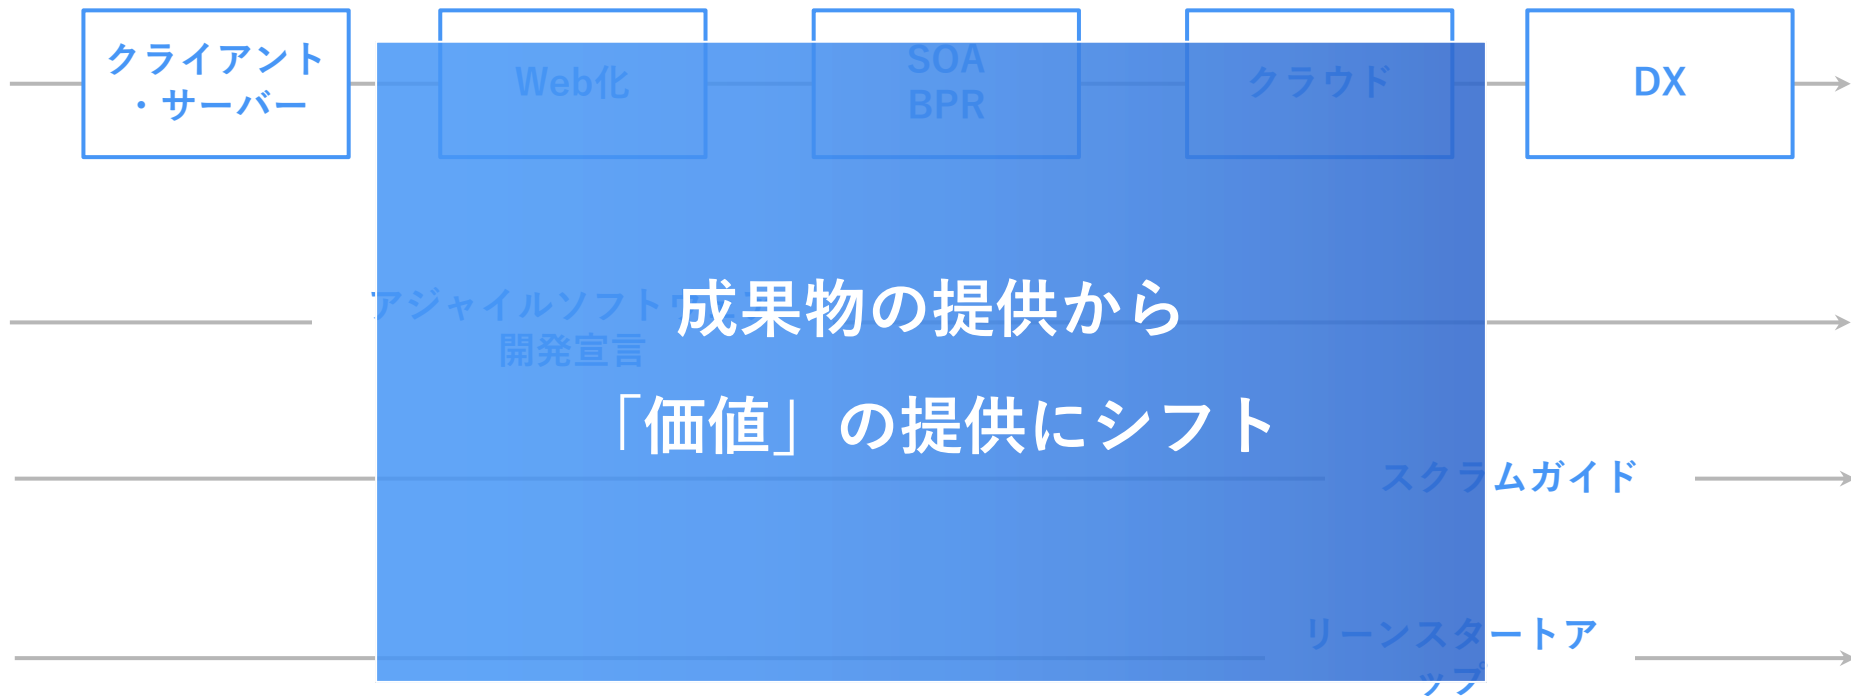 クライアント
・サーバー
Web化
SOA
BPR
クラウド
DX
アジャイルソフトウェア
開発宣言
成果物の提供から
「価値」の提供にシフト
スクラムガイド
リーンスタートア
ップ